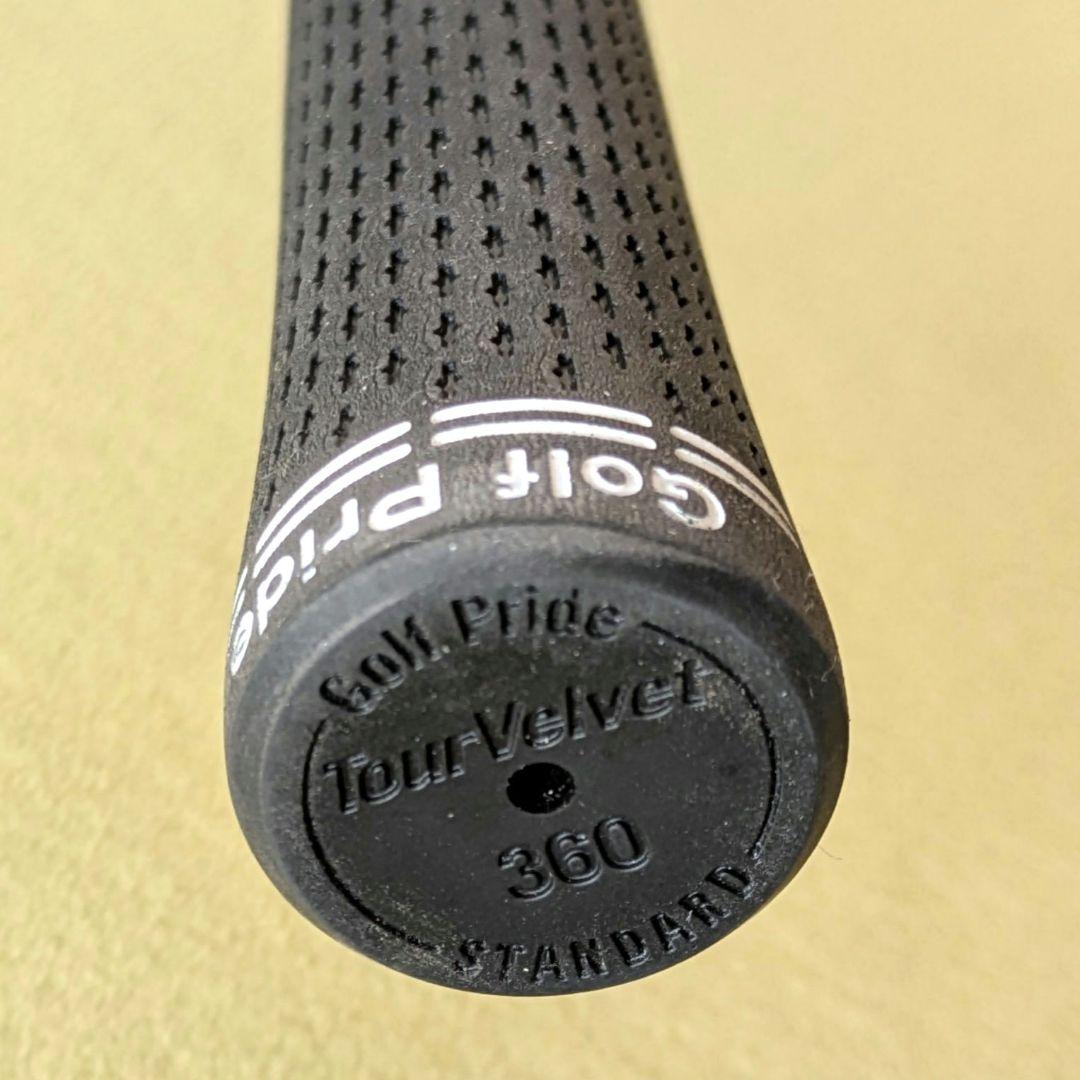 Golf Pride
Golf Pride
TourVelvet
360
STANDARD